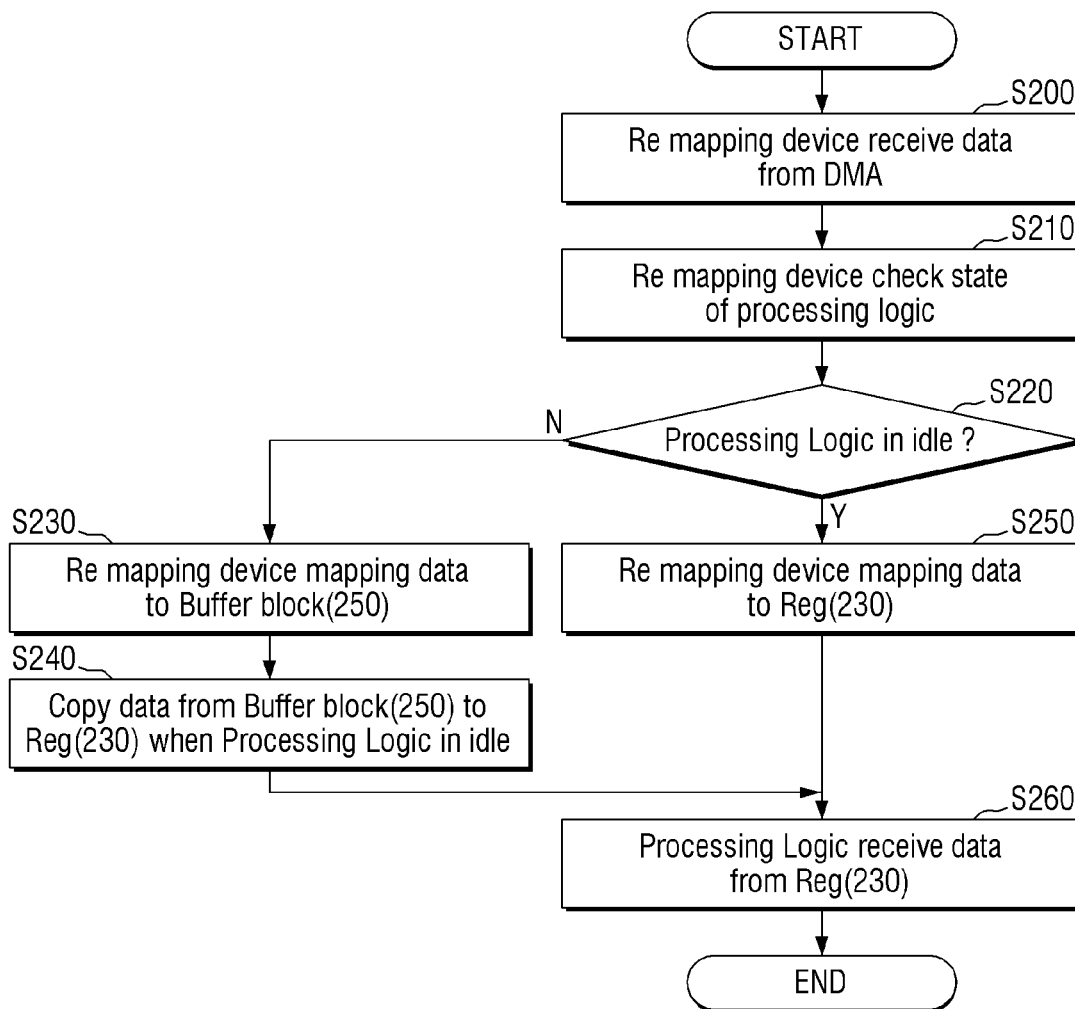 START
S200
Re mapping device receive data
from DMA
S210
Re mapping device check state
of processing logic
S220
Processing Logic in idle ?
N
Y
S230
Re mapping device mapping data
to Buffer block(250)
S250
Re mapping device mapping data
to Reg(230)
S240
Copy data from Buffer block(250) to
Reg(230) when Processing Logic in idle
S260
Processing Logic receive data
from Reg(230)
END